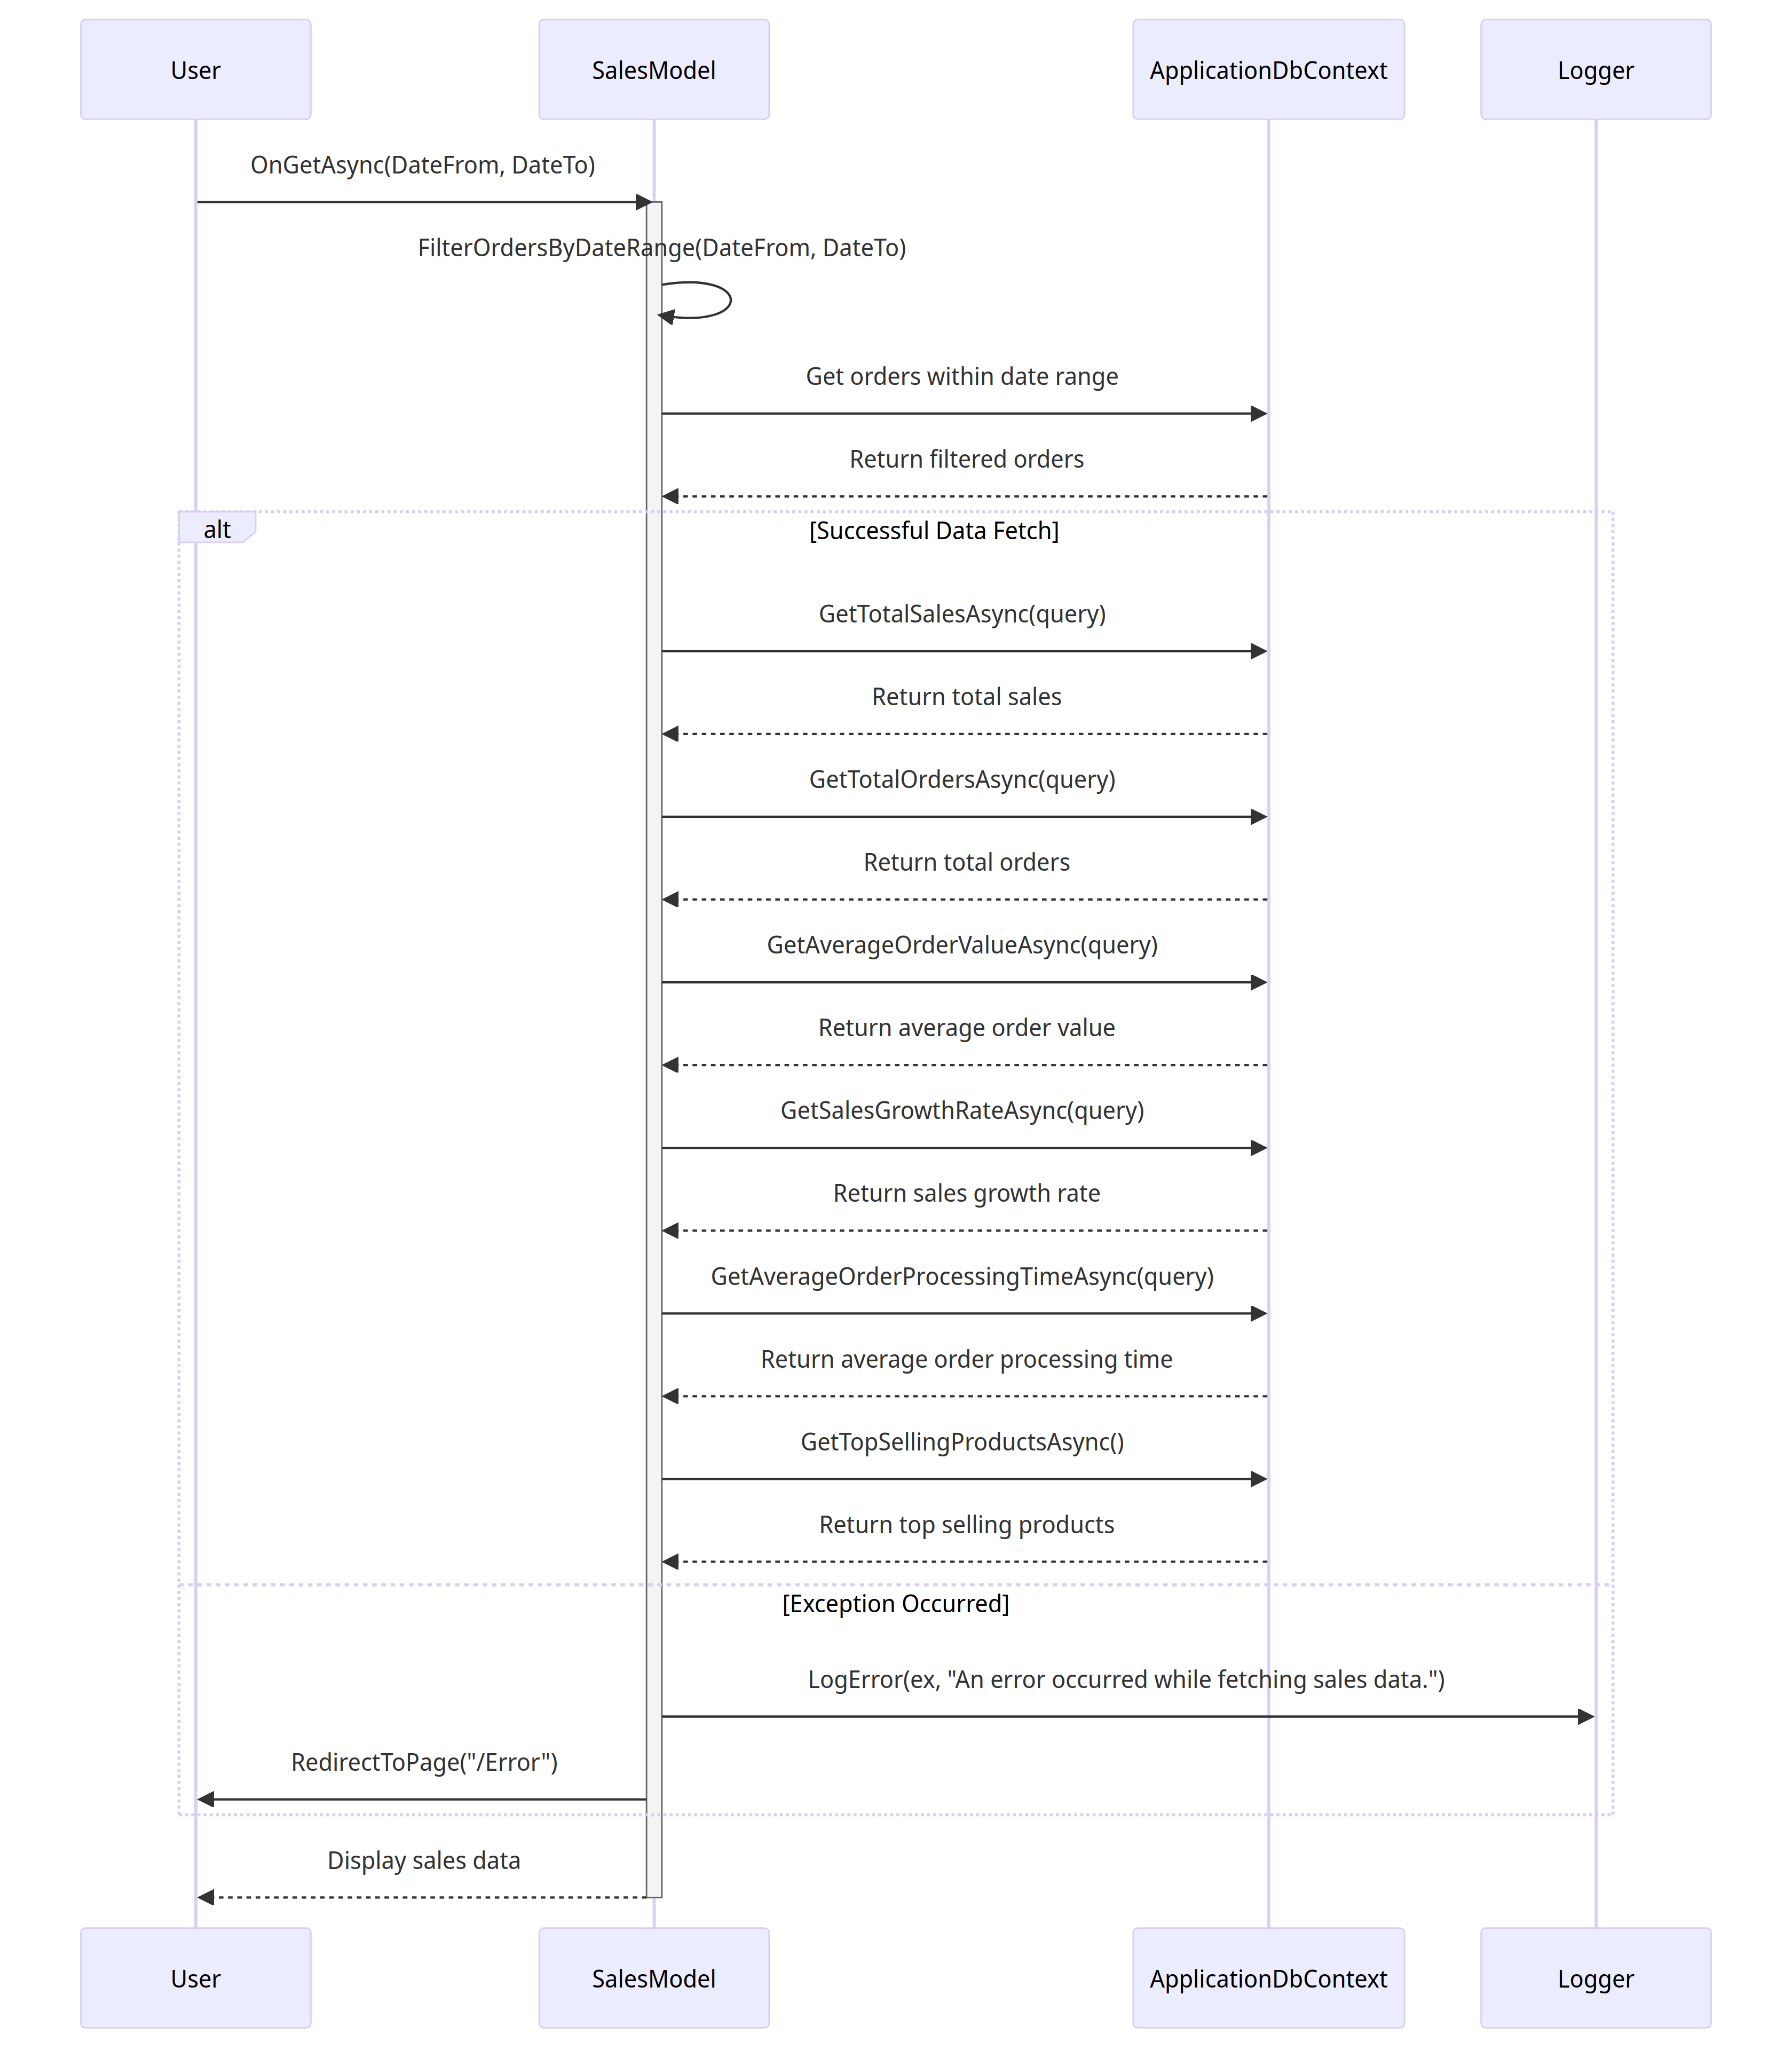 User
SalesModel
ApplicationDbContext
Logger
OnGetAsync(DateFrom, DateTo)
FilterOrdersByDateRange(DateFrom, DateTo)
Get orders within date range
Return filtered orders
alt
[Successful Data Fetch]
GetTotalSalesAsync(query)
Return total sales
GetTotalOrdersAsync(query)
Return total orders
GetAverageOrderValueAsync(query)
Return average order value
GetSalesGrowthRateAsync(query)
Return sales growth rate
GetAverageOrderProcessingTimeAsync(query)
Return average order processing time
GetTopSellingProductsAsync()
Return top selling products
[Exception Occurred]
LogError(ex, "An error occurred while fetching sales data.")
RedirectToPage("/Error")
Display sales data
User
SalesModel
ApplicationDbContext
Logger